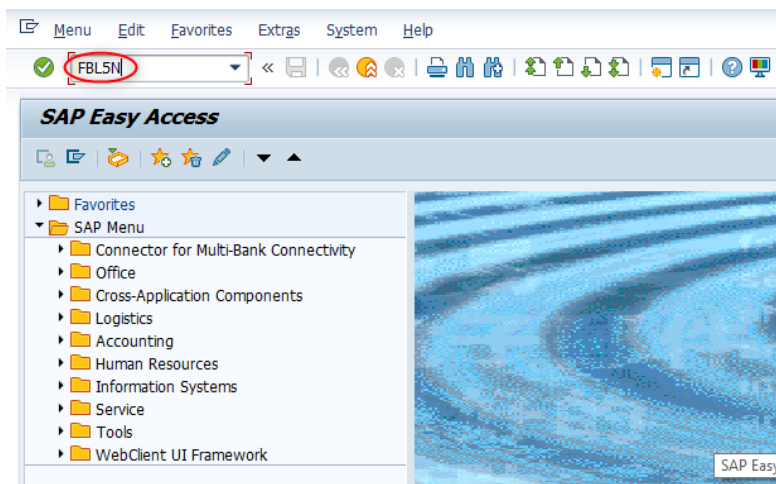 Menu Edit Favorites Extras System Help
FBL5N
SAP Easy Access
Favorites
SAP Menu
Connector for Multi-Bank Connectivity
Office
Cross-Application Components
Logistics
Accounting
Human Resources
Information Systems
Service
Tools
WebClient UI Framework
SAP Easy